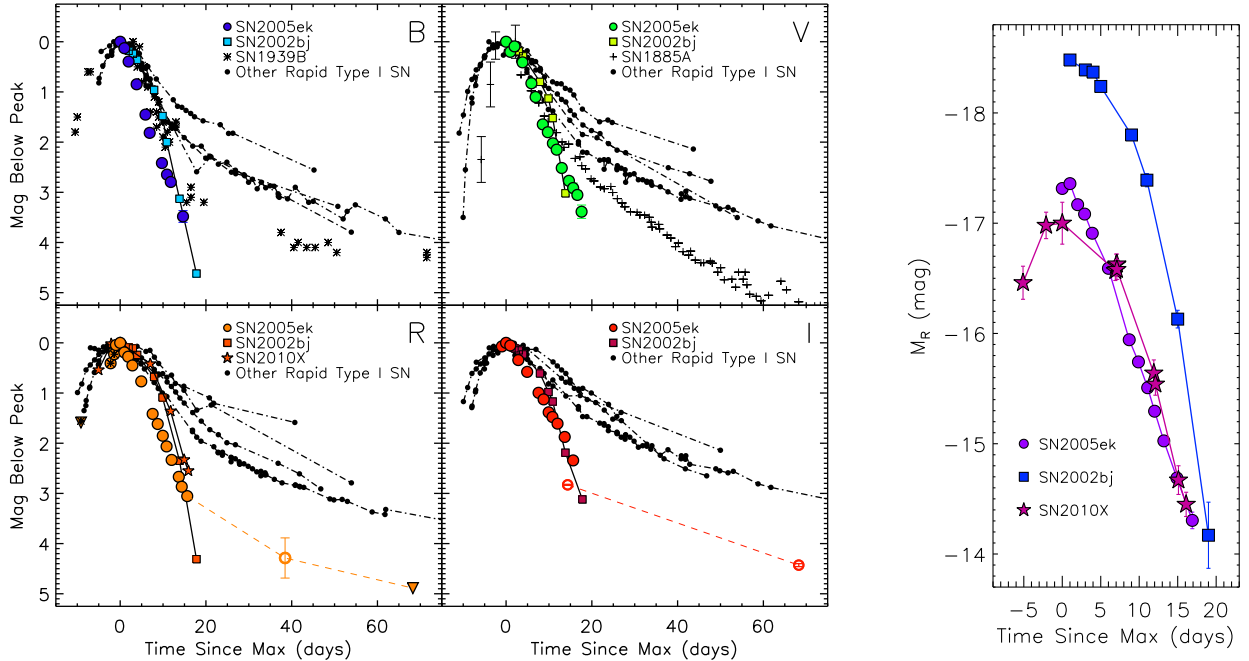 B
SN2005ek
SN2002bj
SN1939B
Other Rapid Type I SN
0
1
2
3
4
5
Mag Below Peak
V
SN2005ek
SN2002bj
SN1885A
Other Rapid Type I SN
R
SN2005ek
SN2002bj
SN2010X
Other Rapid Type I SN
0
1
2
3
4
5
Mag Below Peak
0 20 40 60
Time Since Max (days)
I
SN2005ek
SN2002bj
Other Rapid Type I SN
0 20 40 60
Time Since Max (days)
-18
-17
-16
-15
-14
M_R (mag)
SN2005ek
SN2002bj
SN2010X
-5 0 5 10 15 20
Time Since Max (days)